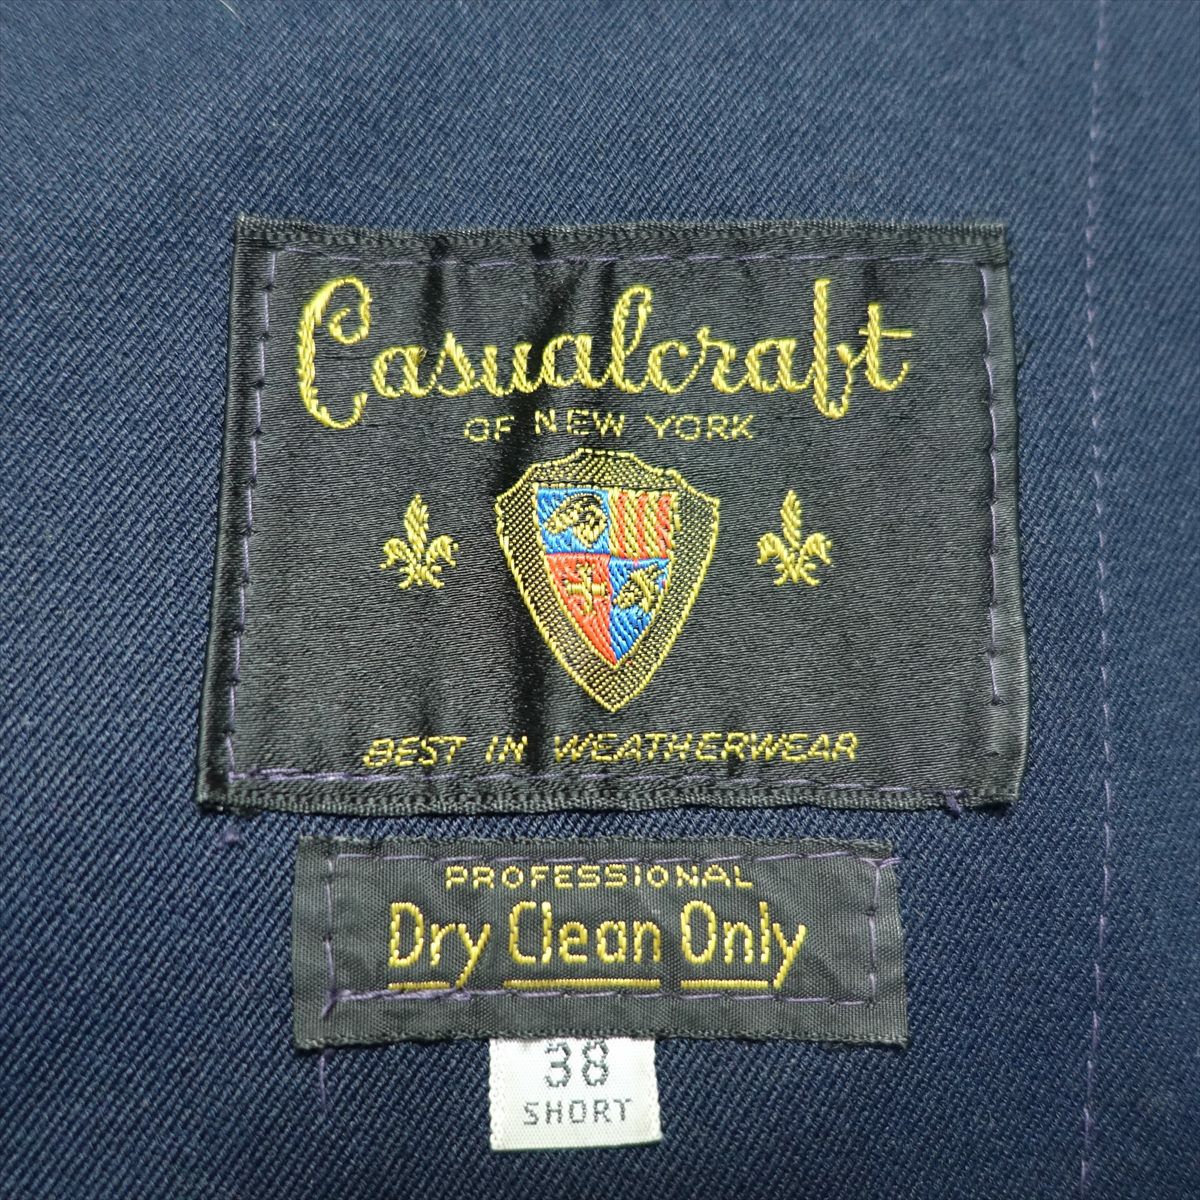 Casualcraft
OF NEW YORK
BEST IN WEATHERWEAR
PROFESSIONAL
Dry Clean Only
38
SHORT